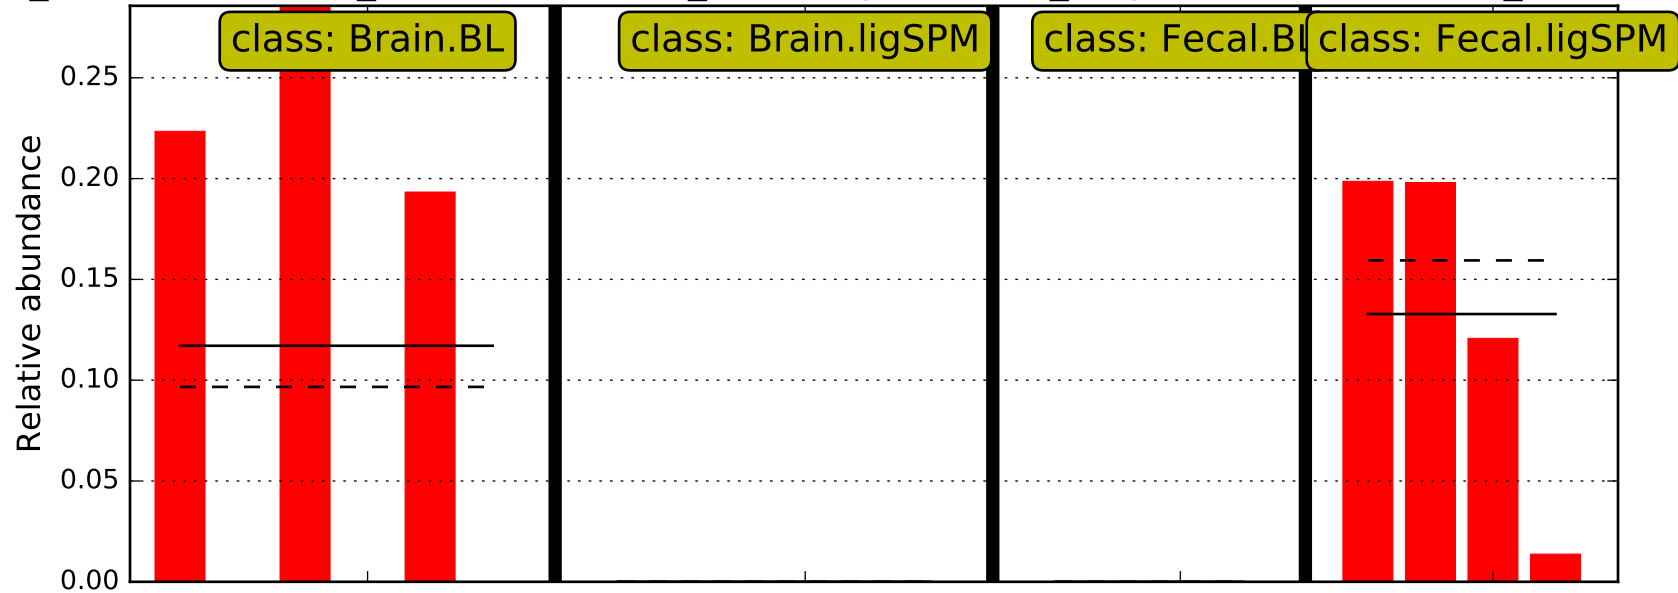 class: Brain.BL
class: Brain.ligSPM
class: Fecal.BL
class: Fecal.ligSPM
Relative abundance
0.25
0.20
0.15
0.10
0.05
0.00